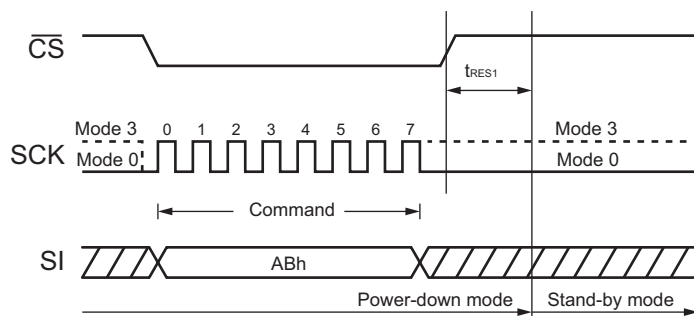 CS
tRES1
Mode 3 0 1 2 3 4 5 6 7 Mode 3
SCK
Mode 0 Mode 0
Command
SI ABh
Power-down mode Stand-by mode